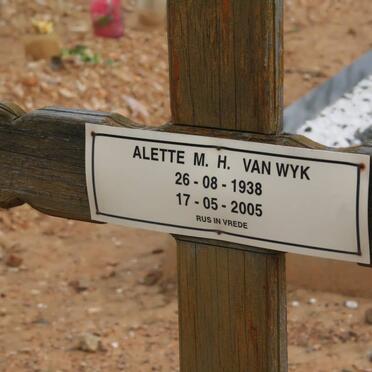 ALETTE M. H. VAN WYK
26 - 08 - 1938
17 - 05 - 2005
RUS IN VREDE